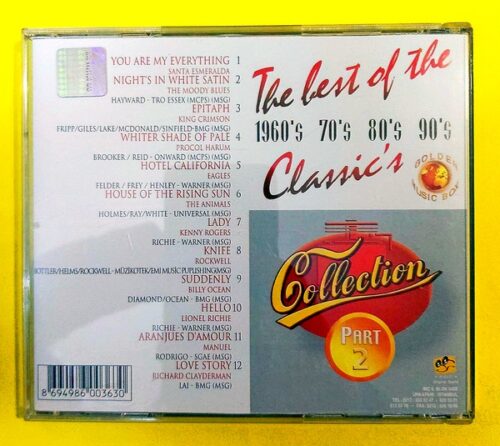 YOU ARE MY EVERYTHING 1
SANTA ESMERALDA
NIGHT'S IN WHITE SATIN 2
THE MOODY BLUES
HAYWARD - TRO ESSEX (MCPS) (MSG)
EPITAPH 3
KING CRIMSON
FRIPP/GILES/LAKE/MCDONALD/SINFIELD-BMG (MSG)
WHITER SHADE OF PALE 4
PROCOL HARUM
BROOKER / REID - ONWARD (MCPS) (MSG)
HOTEL CALIFORNIA 5
EAGLES
FELDER / FREY / HENLEY - WARNER (MSG)
HOUSE OF THE RISING SUN 6
THE ANIMALS
HOLMES/RAY/WHITE - UNIVERSAL (MSG)
LADY 7
KENNY ROGERS
RICHIE - WARNER (MSG)
KNIFE 8
ROCKWELL
HOTTLER/HELMS/ROCKWELL - MÜZİKOTEK/EMI MUSIC PUPLISHING(MSG)
SUDDENLY 9
BILLY OCEAN
DIAMOND/OCEAN - BMG (MSG)
HELLO 10
LIONEL RICHIE
RICHIE - WARNER (MSG)
ARANJUES D'AMOUR 11
MANUEL
RODRIGO - SGAE (MSG)
LOVE STORY 12
RICHARD CLAYDERMAN
LAI - BMG (MSG)
8 694986 003630
The best of the
1960's 70's 80's 90's
Classic's
GOLDEN
MUSIC BOX
Collection
PART
2